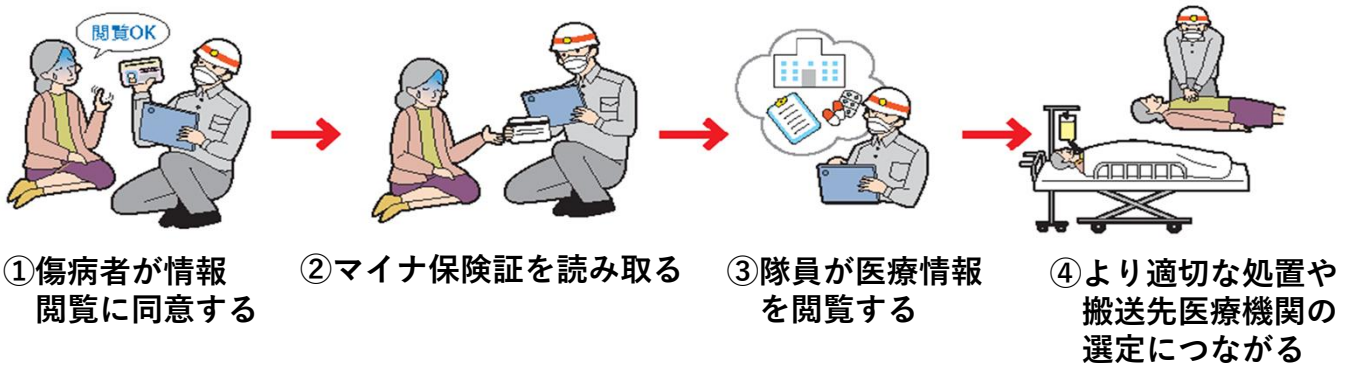 閲覧OK
①傷病者が情報
閲覧に同意する
②マイナ保険証を読み取る
③隊員が医療情報
を閲覧する
④より適切な処置や
搬送先医療機関の
選定につながる